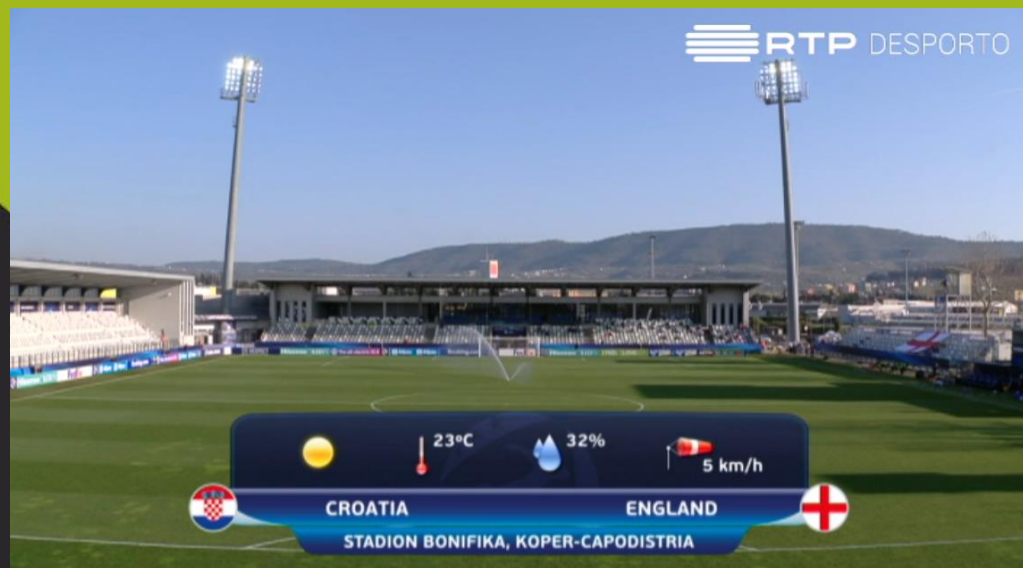 RTP DESPORTO
23ºC
32%
5 km/h
CROATIA
ENGLAND
STADION BONIFIKA, KOPER-CAPODISTRIA